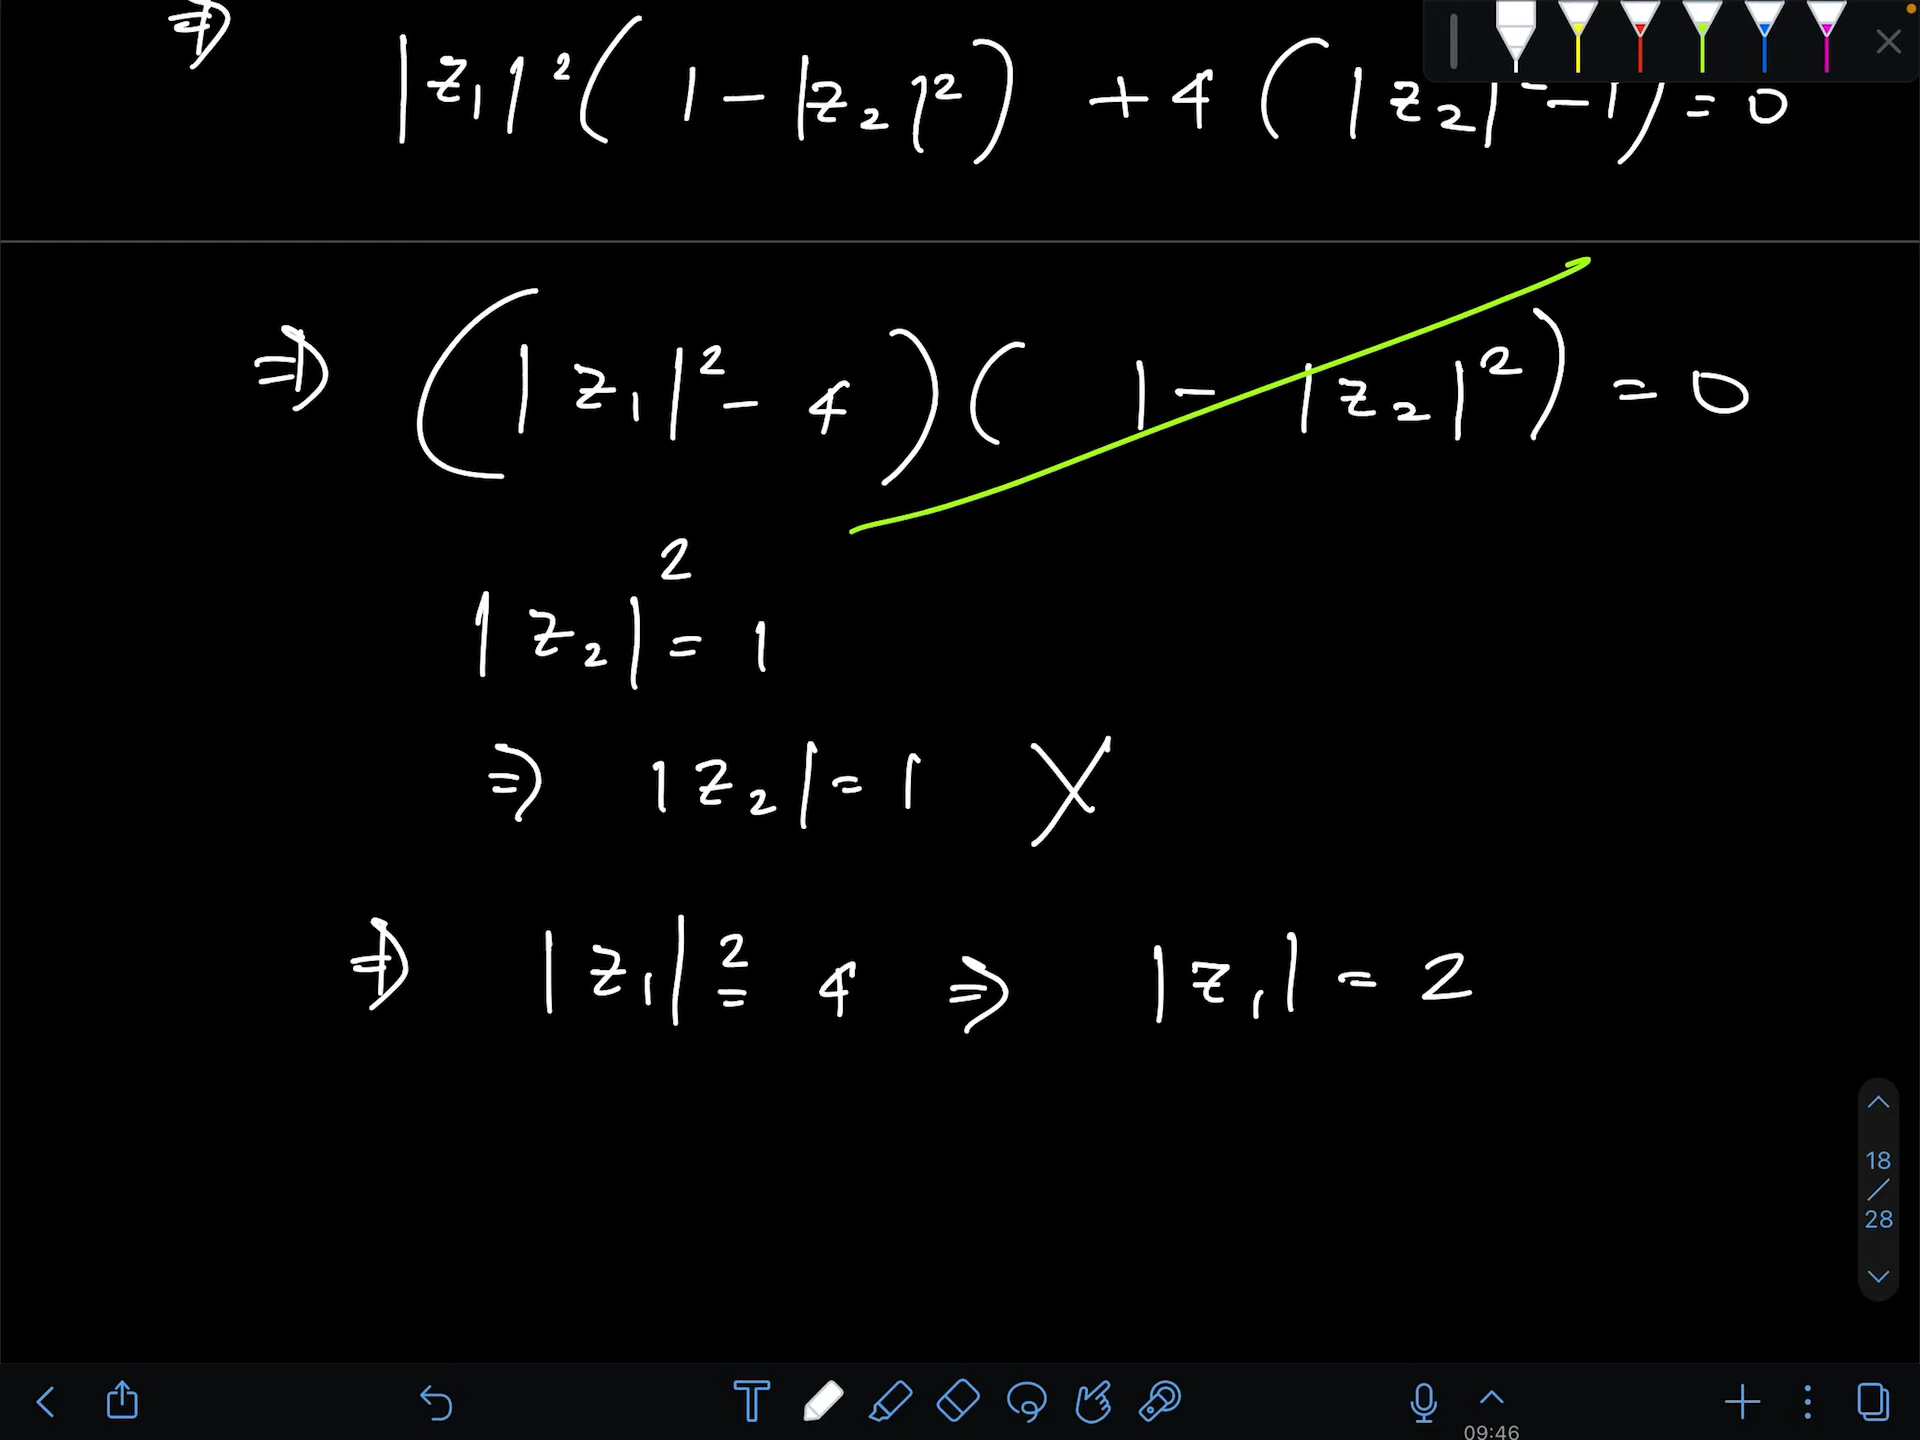 ⇒ |z₁|²(1 − |z₂|²) + 4(|z₂|² − 1) = 0
⇒ (|z₁|² − 4)(1 − |z₂|²) = 0
|z₂|² = 1
⇒ |z₂| = 1 X
⇒ |z₁|² = 4 ⇒ |z₁| = 2
18
/
28
T
09:46